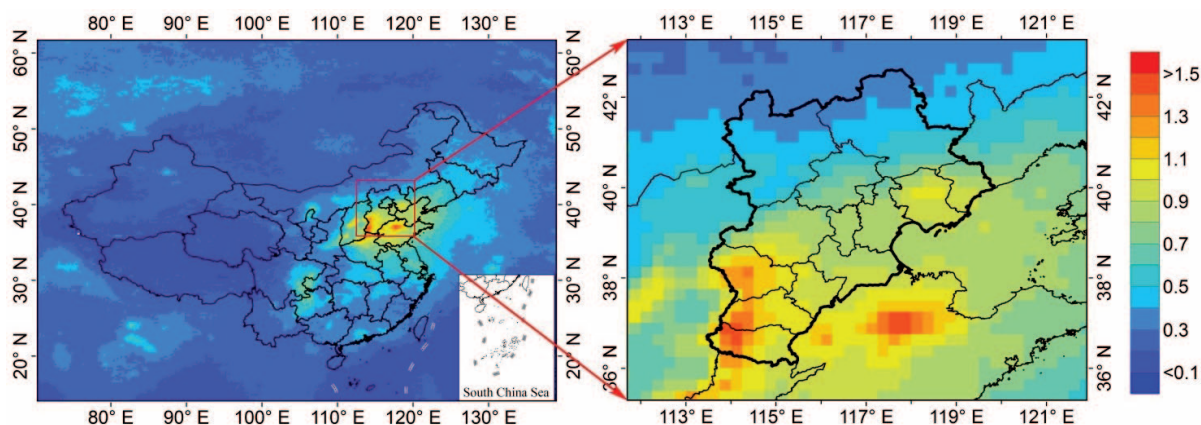 80° E 90° E 100° E 110° E 120° E 130° E
60° N
50° N
40° N
30° N
20° N
60° N
50° N
40° N
30° N
20° N
South China Sea
80° E 90° E 100° E 110° E 120° E 130° E
113° E 115° E 117° E 119° E 121° E
42° N
40° N
38° N
36° N
42° N
40° N
38° N
36° N
113° E 115° E 117° E 119° E 121° E
>1.5
1.3
1.1
0.9
0.7
0.5
0.3
<0.1